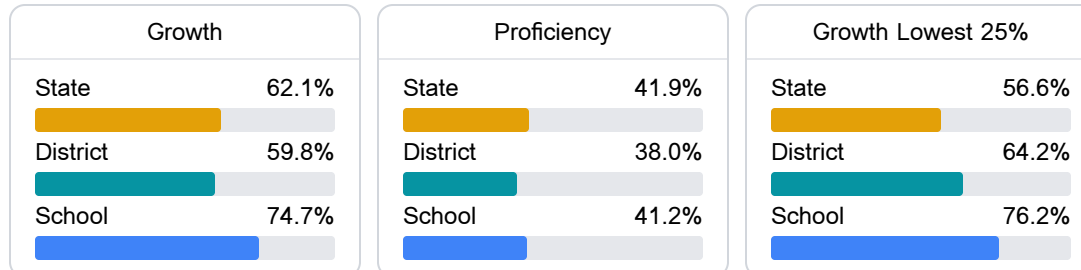 Growth
State 62.1%
District 59.8%
School 74.7%
Proficiency
State 41.9%
District 38.0%
School 41.2%
Growth Lowest 25%
State 56.6%
District 64.2%
School 76.2%